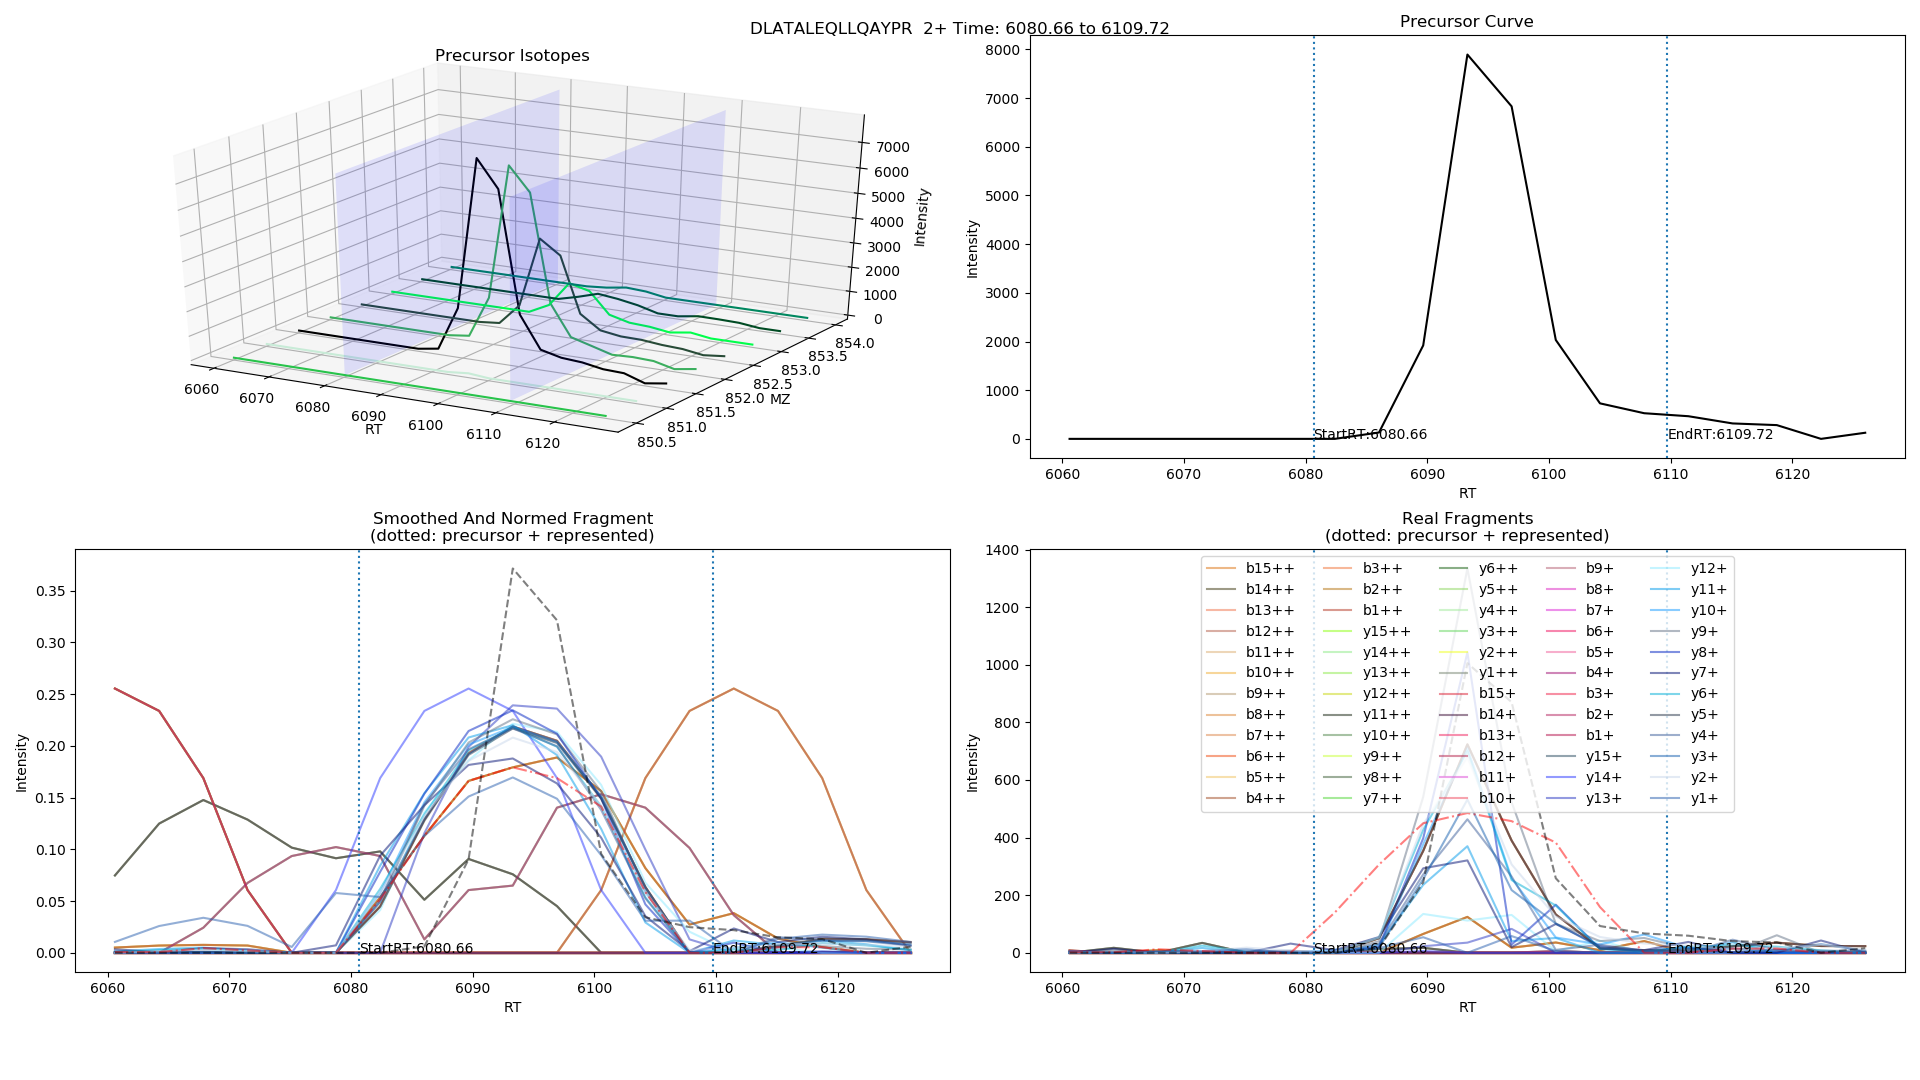 DLATALEQLLQAYPR  2+ Time: 6080.66 to 6109.72
Precursor Isotopes
7000
6000
5000
4000
3000
2000
1000
0
Intensity
6060
6070
6080
6090
6100
6110
6120
RT
850.5
851.0
851.5
852.0
852.5
853.0
853.5
854.0
MZ
Precursor Curve
8000
7000
6000
5000
4000
3000
2000
1000
0
Intensity
StartRT:6080.66
EndRT:6109.72
6060 6070 6080 6090 6100 6110 6120
RT
Smoothed And Normed Fragment
(dotted: precursor + represented)
0.35
0.30
0.25
0.20
0.15
0.10
0.05
0.00
Intensity
StartRT:6080.66
EndRT:6109.72
6060 6070 6080 6090 6100 6110 6120
RT
Real Fragments
(dotted: precursor + represented)
1400
1200
1000
800
600
400
200
0
Intensity
b15++ b3++ y6++ b9+ y12+
b14++ b2++ y5++ b8+ y11+
b13++ b1++ y4++ b7+ y10+
b12++ y15++ y3++ b6+ y9+
b11++ y14++ y2++ b5+ y8+
b10++ y13++ y1++ b4+ y7+
b9++ y12++ b15+ b3+ y6+
b8++ y11++ b14+ b2+ y5+
b7++ y10++ b13+ b1+ y4+
b6++ y9++ b12+ y15+ y3+
b5++ y8++ b11+ y14+ y2+
b4++ y7++ b10+ y13+ y1+
StartRT:6080.66
EndRT:6109.72
6060 6070 6080 6090 6100 6110 6120
RT